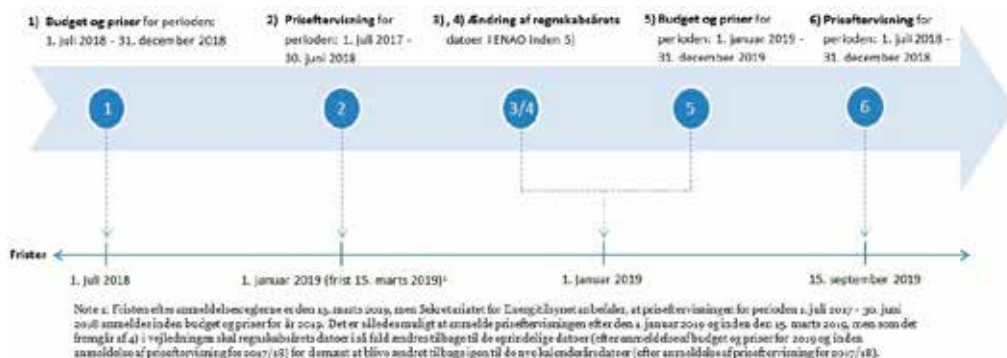 1) Budget og priser for perioden:
1. juli 2018 - 31. december 2018
2) Priseftervisning for
perioden: 1. juli 2017 -
30. juni 2018
3), 4) Ændring af regnskabsårets
datoer i ENAO inden 5)
5) Budget og priser for
perioden: 1. januar 2019 -
31. december 2019
6) Priseftervisning for
perioden: 1. juli 2018 -
31. december 2018
1
2
3/4
5
6
Frister
1. juli 2018
1. januar 2019 (frist 15. marts 2019)¹
1. januar 2019
15. september 2019
Note 1: Fristen efter anmeldelsesreglerne er den 15. marts 2019, men Sekretariatet for Energitilsynet anbefaler, at priseftervisningen for perioden 1. juli 2017 - 30. juni
2018 anmeldes inden budget og priser for år 2019. Det er således muligt at anmelde priseftervisningen efter den 1. januar 2019 og inden den 15. marts 2019, men som det
fremgår af 4) i vejledningen skal regnskabsårets datoer i så fald ændres tilbage til de oprindelige datoer (efter anmeldelse af budget og priser for 2019 og inden
anmeldelse af priseftervisning for 2017/18) for dernæst at blive ændret tilbage igen til de nye kalenderårsdatoer (efter anmeldelse af priseftervisning for 2017/18).